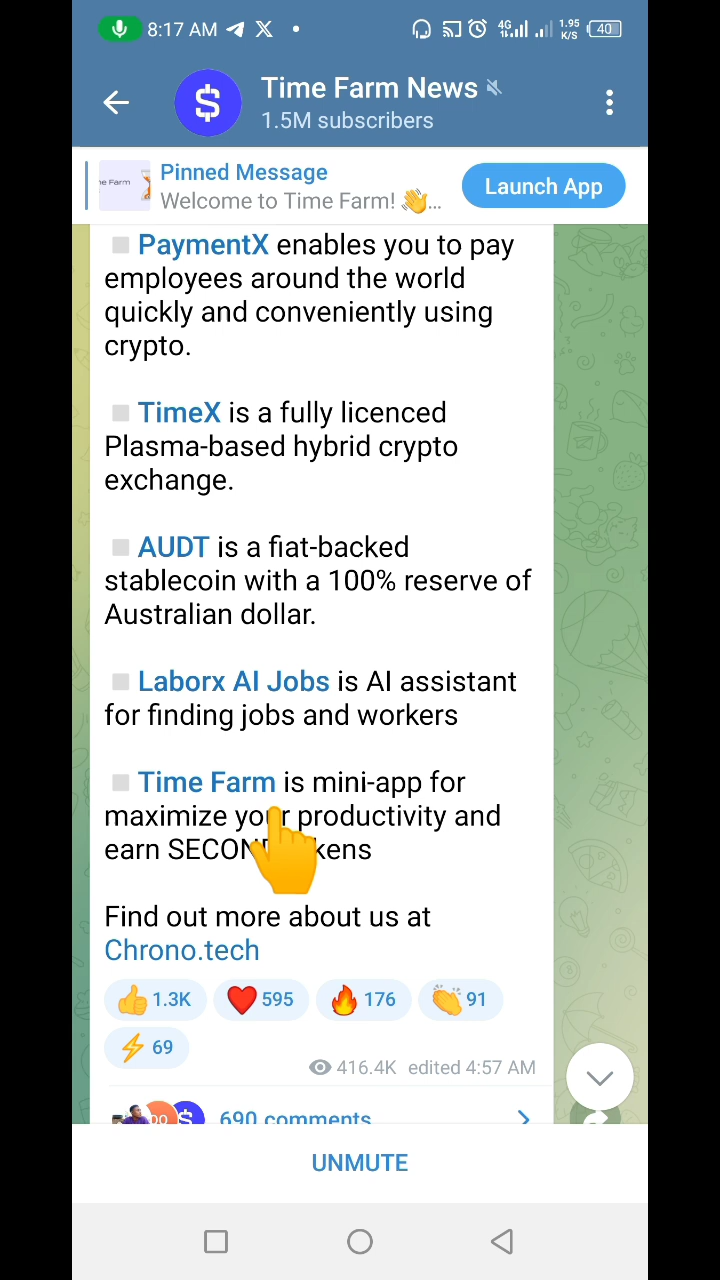 8:17 AM
4G
1.95 K/S
40
Time Farm News
1.5M subscribers
Pinned Message
Welcome to Time Farm! 👋...
Launch App
e Farm
PaymentX enables you to pay
employees around the world
quickly and conveniently using
crypto.
TimeX is a fully licenced
Plasma-based hybrid crypto
exchange.
AUDT is a fiat-backed
stablecoin with a 100% reserve of
Australian dollar.
Laborx AI Jobs is AI assistant
for finding jobs and workers
Time Farm is mini-app for
maximize your productivity and
earn SECON kens
Find out more about us at
Chrono.tech
👍 1.3K ❤️ 595 🔥 176 👏 91
⚡ 69
416.4K edited 4:57 AM
690 comments
UNMUTE